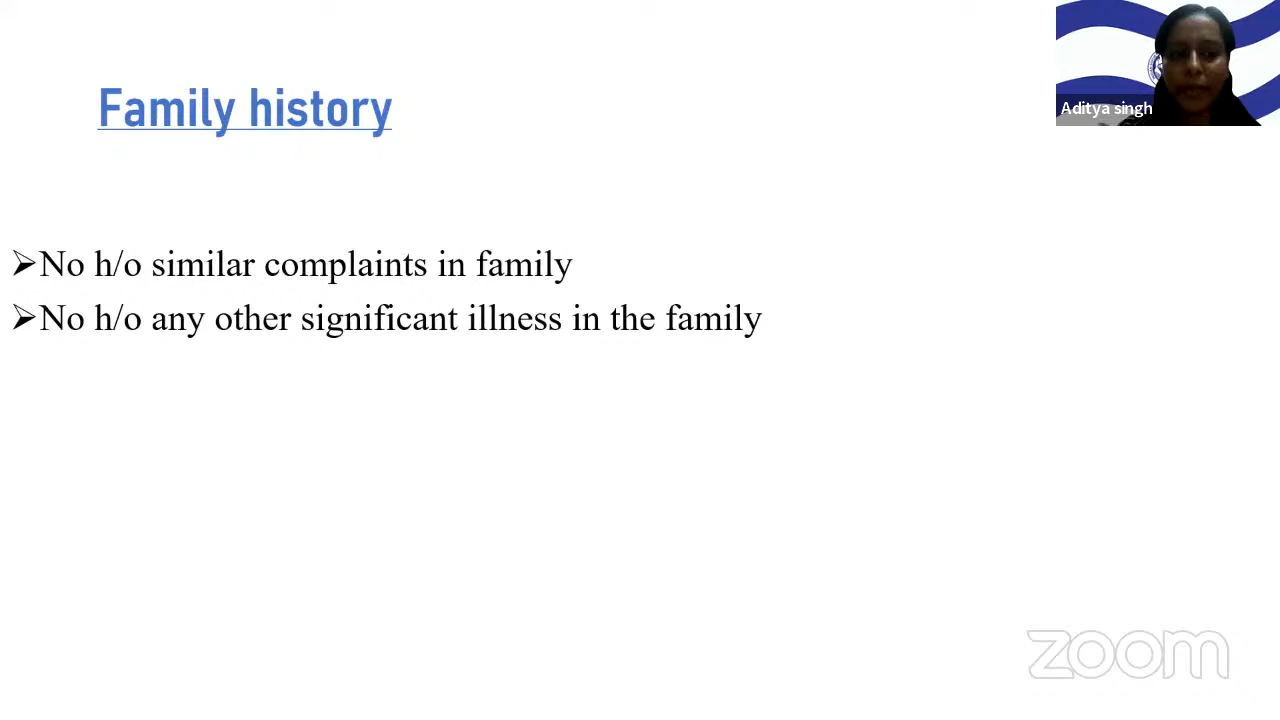 Family history
Aditya singh
➢No h/o similar complaints in family
➢No h/o any other significant illness in the family
zoom